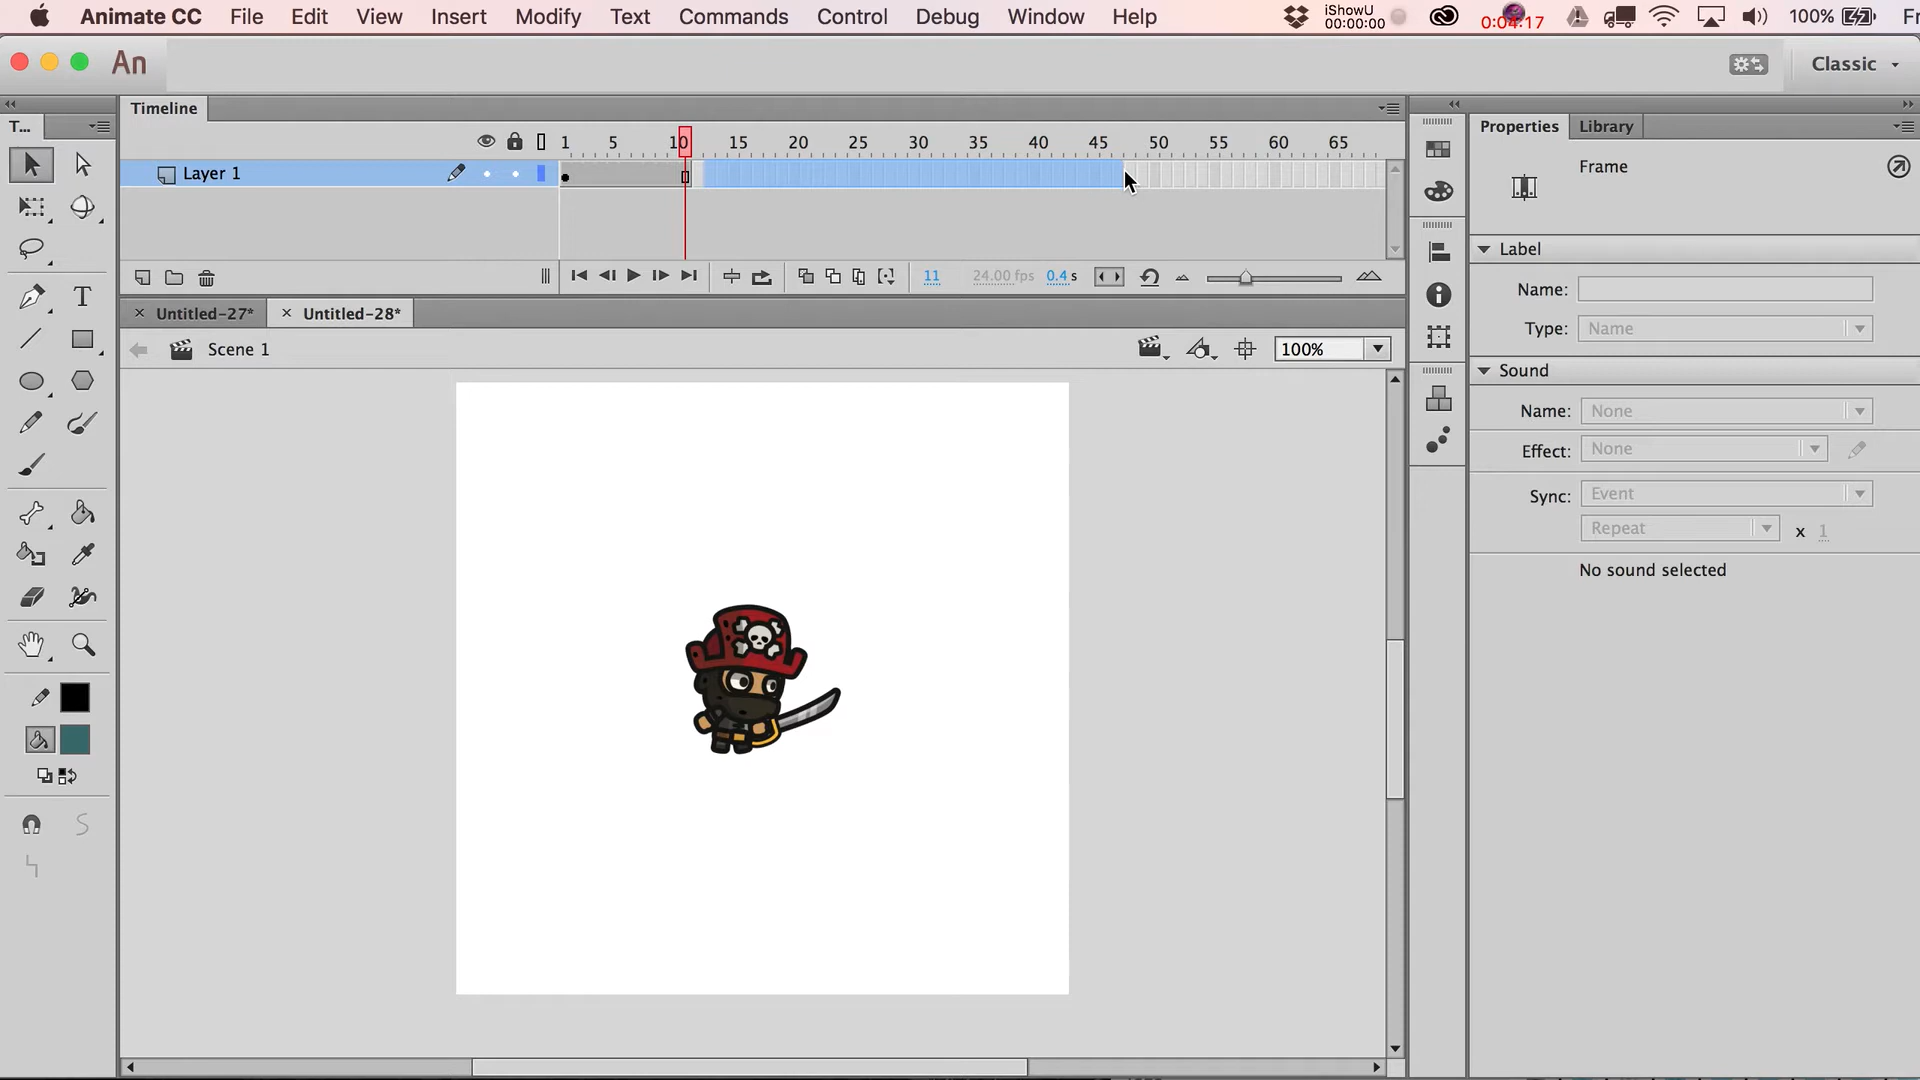 Animate CC File Edit View Insert Modify Text Commands Control Debug Window Help iShowU 00:00:00 0:04:17 100% Fr
An Classic
Timeline
T... Properties Library
1 5 10 15 20 25 30 35 40 45 50 55 60 65
Layer 1 Frame
Label
11 24.00 fps 0.4 s
Name:
Untitled-27* Untitled-28*
Type: Name
Scene 1 100%
Sound
Name: None
Effect: None
Sync: Event
Repeat x 1
No sound selected